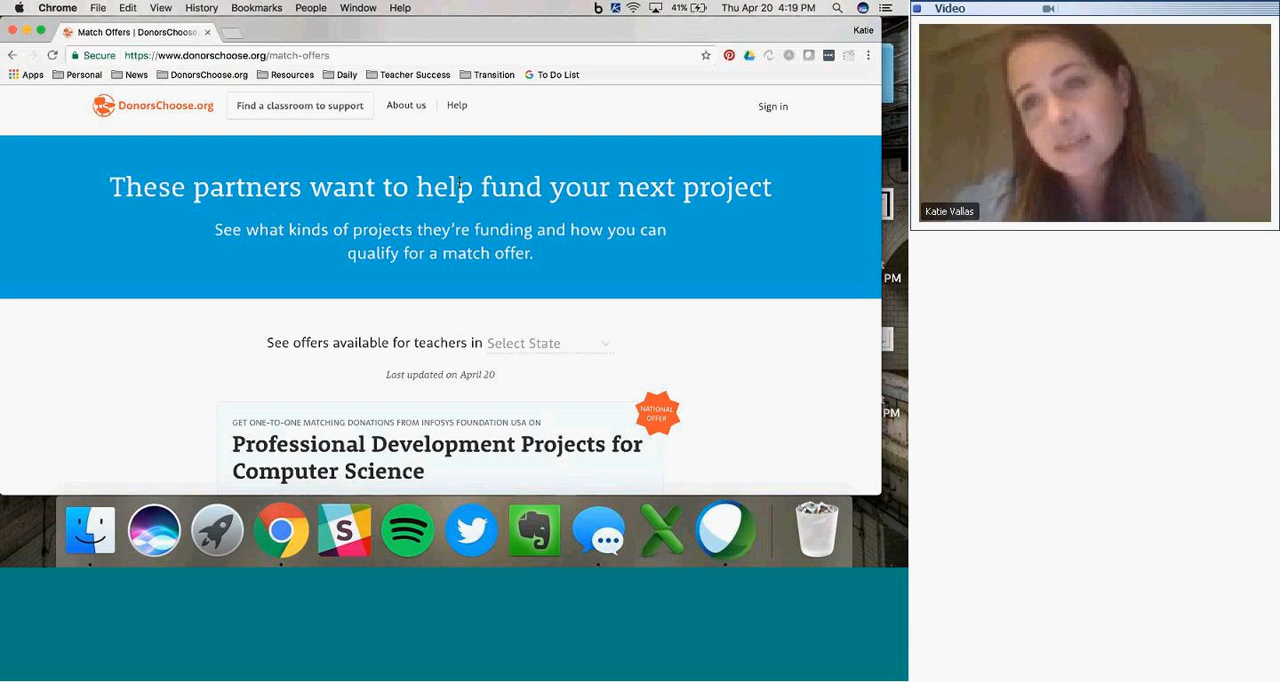 Chrome File Edit View History Bookmarks People Window Help 41% Thu Apr 20 4:19 PM
Video
Match Offers | DonorsChoose
Katie
Secure https://www.donorschoose.org/match-offers
Apps Personal News DonorsChoose.org Resources Daily Teacher Success Transition To Do List
DonorsChoose.org Find a classroom to support About us Help Sign in
These partners want to help fund your next project
See what kinds of projects they're funding and how you can
qualify for a match offer.
Katie Vallas
PM
See offers available for teachers in Select State
Last updated on April 20
NATIONAL
OFFER
PM
GET ONE-TO-ONE MATCHING DONATIONS FROM INFOSYS FOUNDATION USA ON
Professional Development Projects for
Computer Science